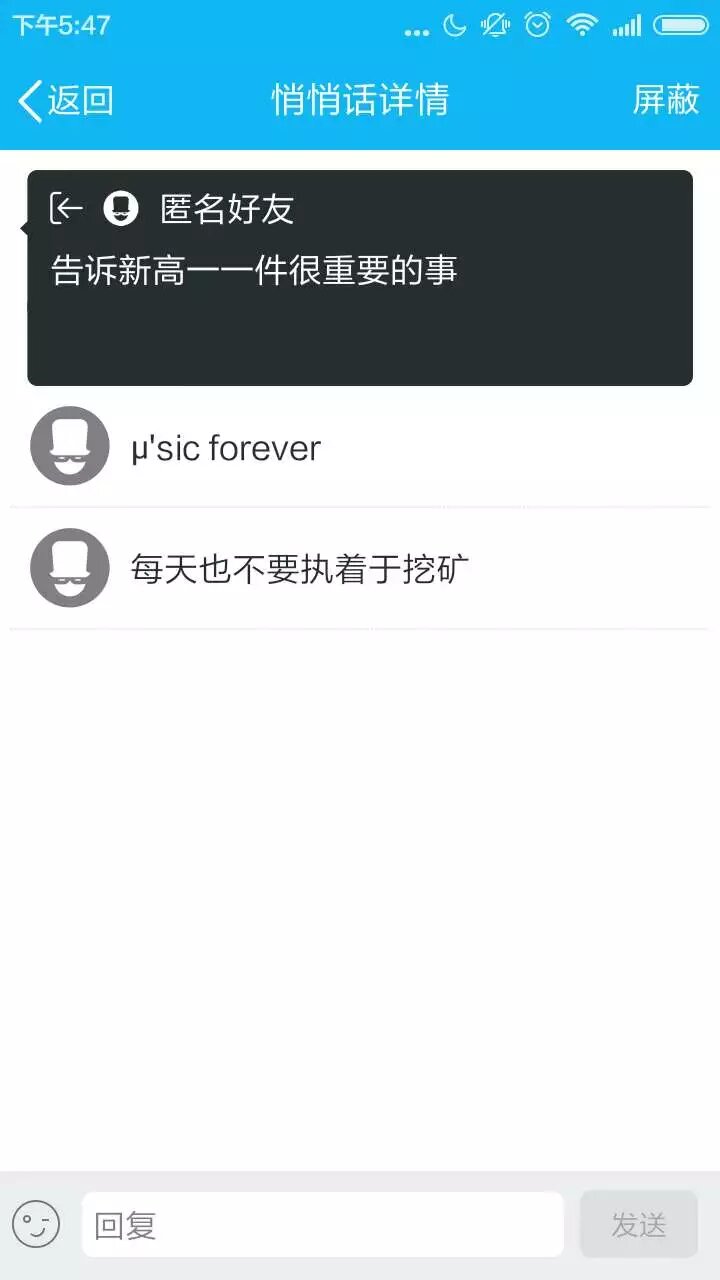 下午5:47
返回
悄悄话详情
屏蔽
匿名好友
告诉新高一一件很重要的事
μ'sic forever
每天也不要执着于挖矿
回复
发送